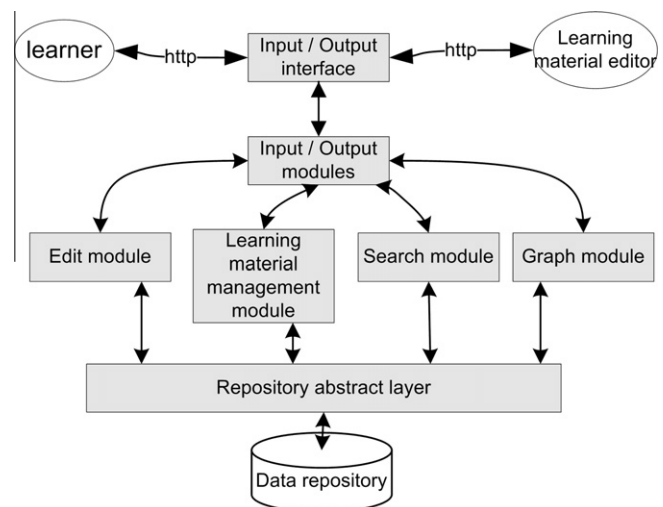 learner
http
Input / Output
interface
http
Learning
material editor
Input / Output
modules
Edit module
Learning
material
management
module
Search module
Graph module
Repository abstract layer
Data repository